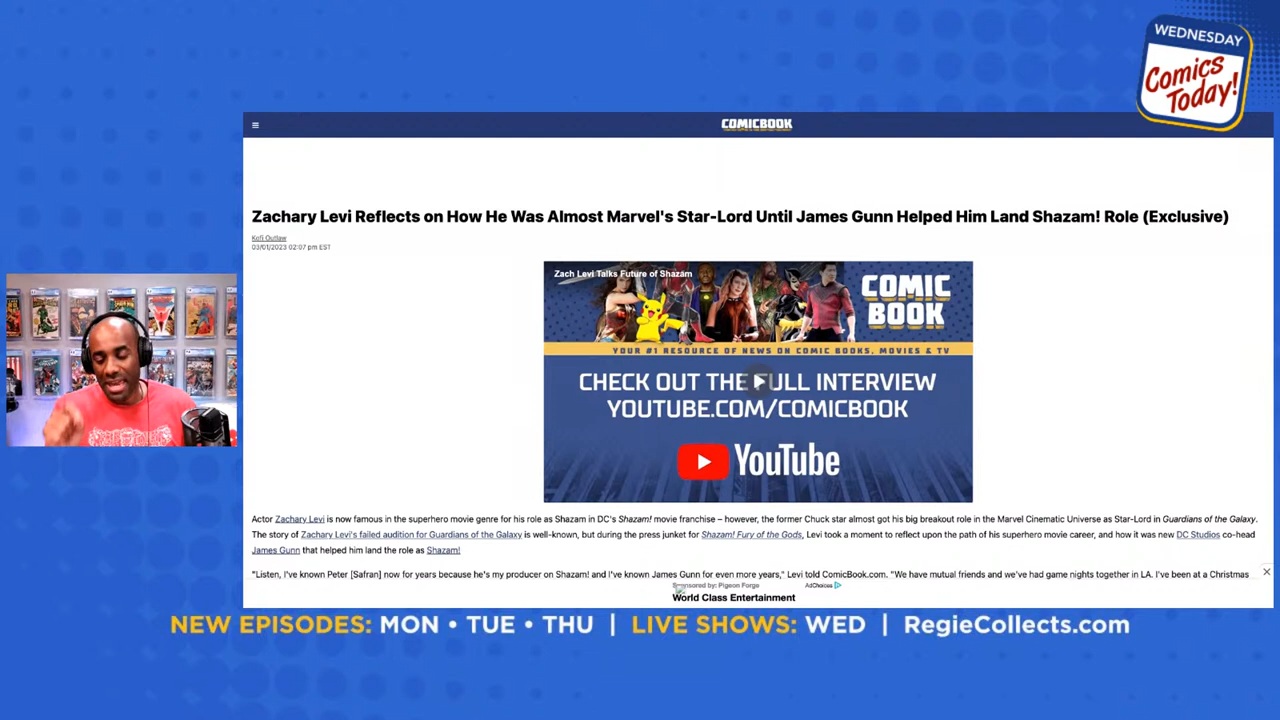 WEDNESDAY
Comics
Today!
COMICBOOK
Zachary Levi Reflects on How He Was Almost Marvel's Star-Lord Until James Gunn Helped Him Land Shazam! Role (Exclusive)
Kofi Outlaw
03/01/2023 02:07 pm EST
Zach Levi Talks Future of Shazam
COMIC
BOOK
YOUR #1 RESOURCE OF NEWS ON COMIC BOOKS, MOVIES & TV
CHECK OUT THE FULL INTERVIEW
YOUTUBE.COM/COMICBOOK
YouTube
Actor Zachary Levi is now famous in the superhero movie genre for his role as Shazam in DC's Shazam! movie franchise – however, the former Chuck star almost got his big breakout role in the Marvel Cinematic Universe as Star-Lord in Guardians of the Galaxy.
The story of Zachary Levi's failed audition for Guardians of the Galaxy is well-known, but during the press junket for Shazam! Fury of the Gods, Levi took a moment to reflect upon the path of his superhero movie career, and how it was new DC Studios co-head
James Gunn that helped him land the role as Shazam!
"Listen, I've known Peter [Safran] now for years because he's my producer on Shazam! and I've known James Gunn for even more years," Levi told ComicBook.com. "We have mutual friends and we've had game nights together in LA. I've been at a Christmas
Sponsored by: Pigeon Forge
AdChoices
World Class Entertainment
NEW EPISODES: MON • TUE • THU | LIVE SHOWS: WED | RegieCollects.com